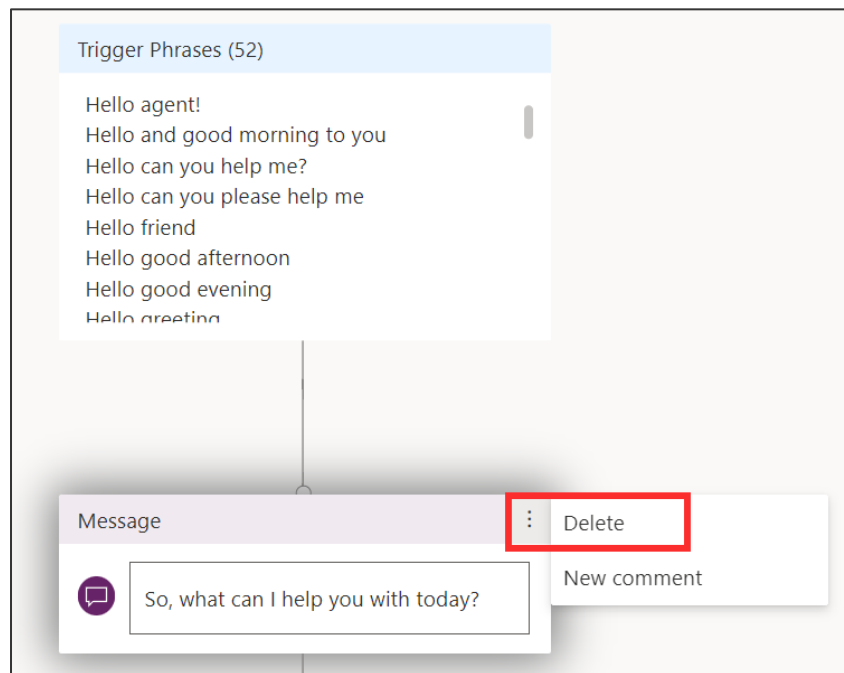 Trigger Phrases (52)
Hello agent!
Hello and good morning to you
Hello can you help me?
Hello can you please help me
Hello friend
Hello good afternoon
Hello good evening
Hello greeting
Message
Delete
So, what can I help you with today?
New comment